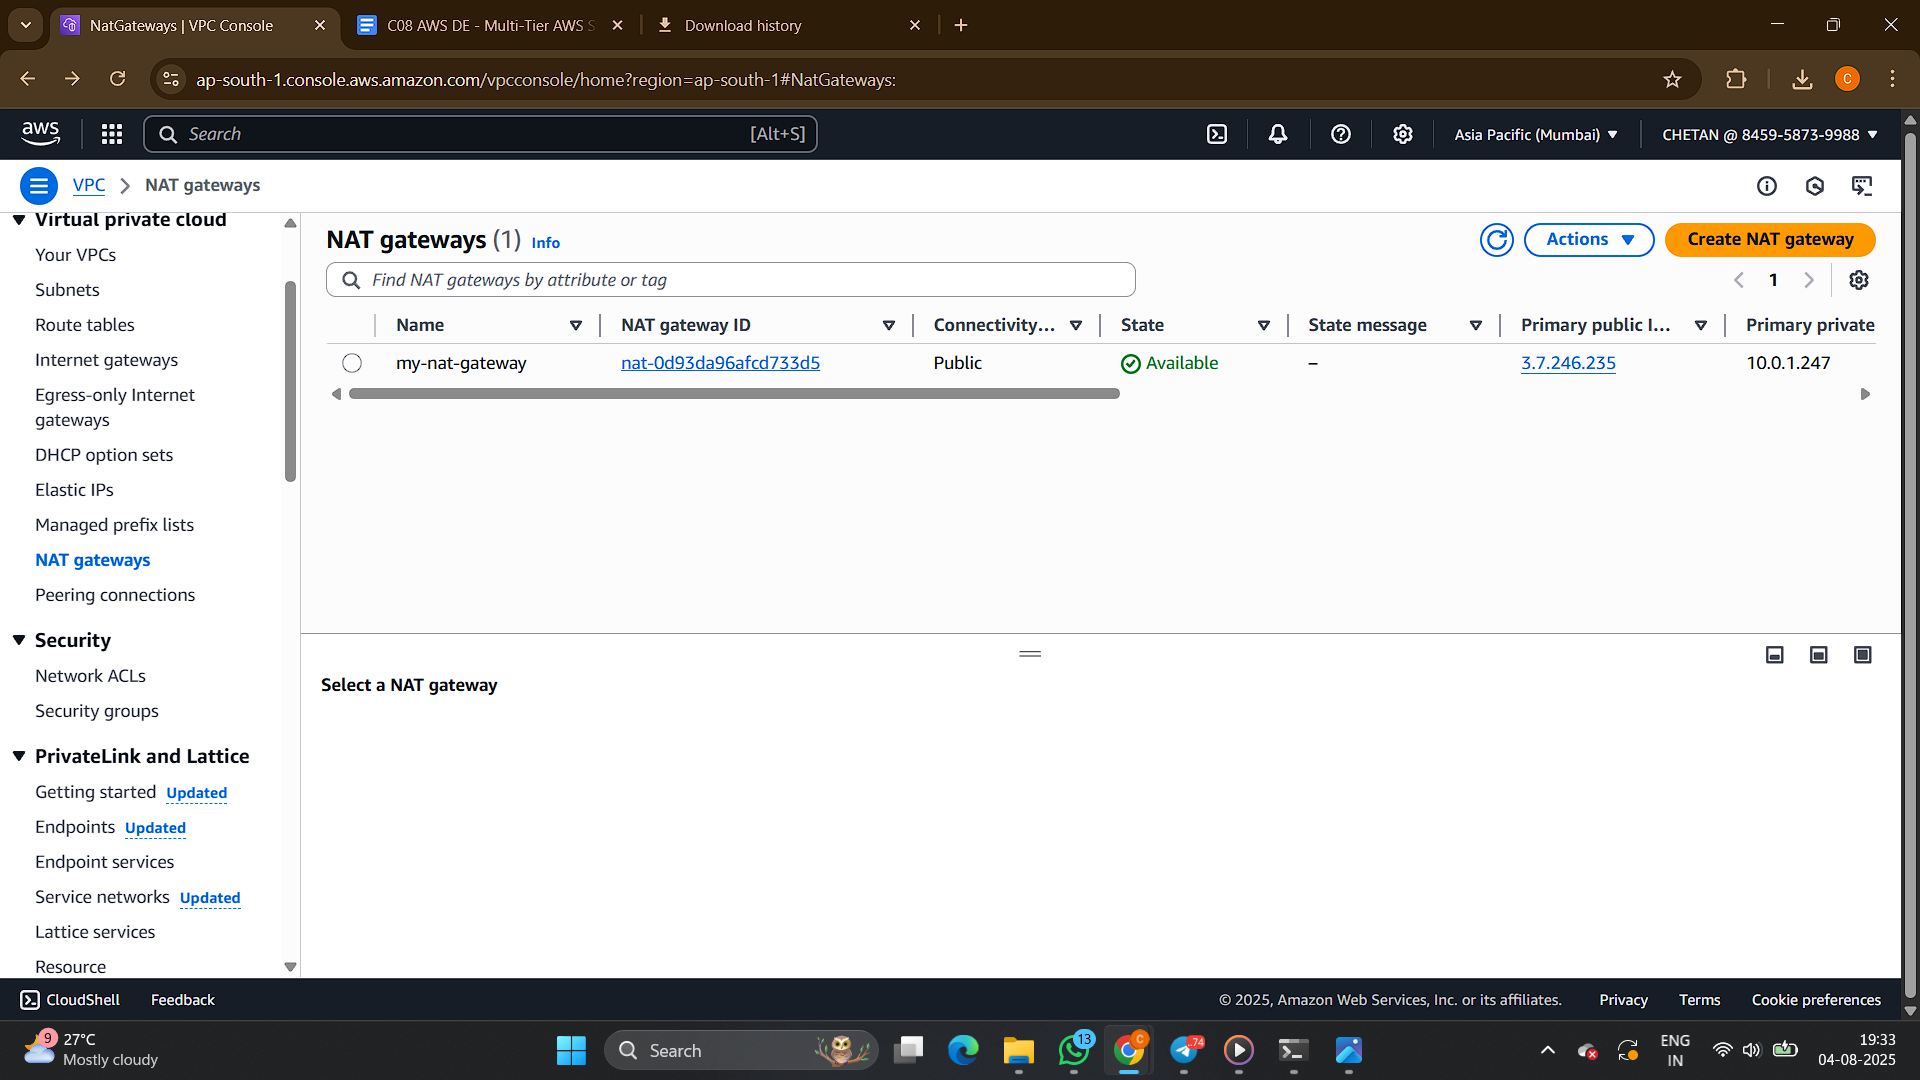 NatGateways | VPC Console
C08 AWS DE - Multi-Tier AWS S
Download history
ap-south-1.console.aws.amazon.com/vpcconsole/home?region=ap-south-1#NatGateways:
C
aws
Search
[Alt+S]
Asia Pacific (Mumbai)
CHETAN @ 8459-5873-9988
VPC
NAT gateways
Virtual private cloud
Your VPCs
Subnets
Route tables
Internet gateways
Egress-only Internet
gateways
DHCP option sets
Elastic IPs
Managed prefix lists
NAT gateways
Peering connections
Security
Network ACLs
Security groups
PrivateLink and Lattice
Getting started Updated
Endpoints Updated
Endpoint services
Service networks Updated
Lattice services
Resource
NAT gateways (1) Info
Actions
Create NAT gateway
Find NAT gateways by attribute or tag
1
Name
NAT gateway ID
Connectivity...
State
State message
Primary public I...
Primary private
my-nat-gateway
nat-0d93da96afcd733d5
Public
Available
–
3.7.246.235
10.0.1.247
Select a NAT gateway
CloudShell
Feedback
© 2025, Amazon Web Services, Inc. or its affiliates.
Privacy
Terms
Cookie preferences
9
27°C
Mostly cloudy
Search
13
C
74
ENG
IN
19:33
04-08-2025